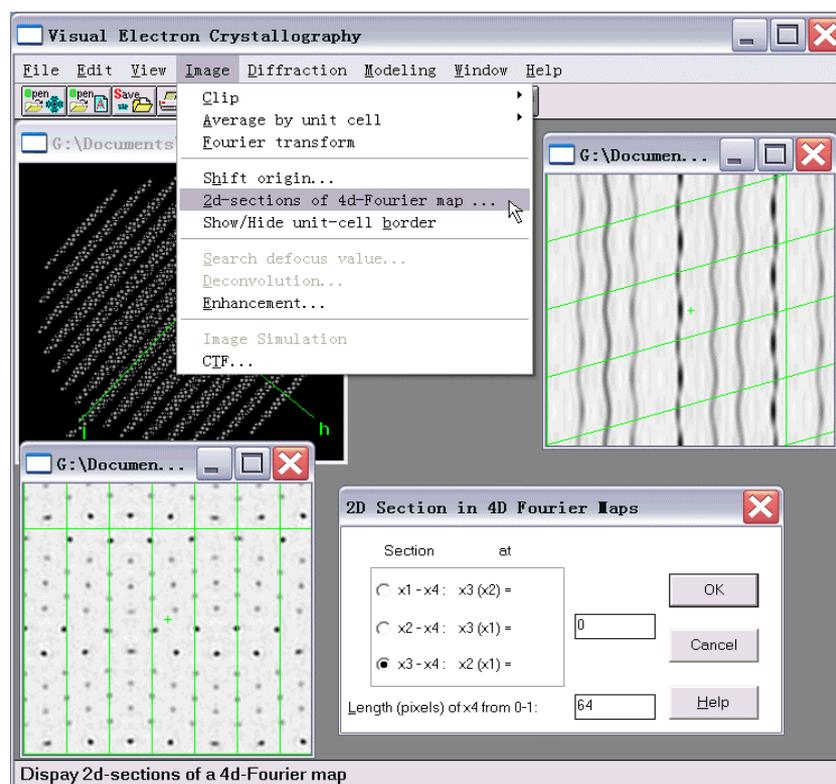 Visual Electron Crystallography
File Edit View Image Diffraction Modeling Window Help
Open Open Save
Clip
Average by unit cell
Fourier transform
Shift origin...
2d-sections of 4d-Fourier map ...
Show/Hide unit-cell border
Search defocus value...
Deconvolution...
Enhancement...
Image Simulation
CTF...
G:\Documents
G:\Documen...
h
G:\Documen...
2D Section in 4D Fourier Maps
Section at
x1 - x4 : x3 (x2) =
x2 - x4 : x3 (x1) =
x3 - x4 : x2 (x1) =
0
Length (pixels) of x4 from 0-1:
64
OK
Cancel
Help
Dispay 2d-sections of a 4d-Fourier map